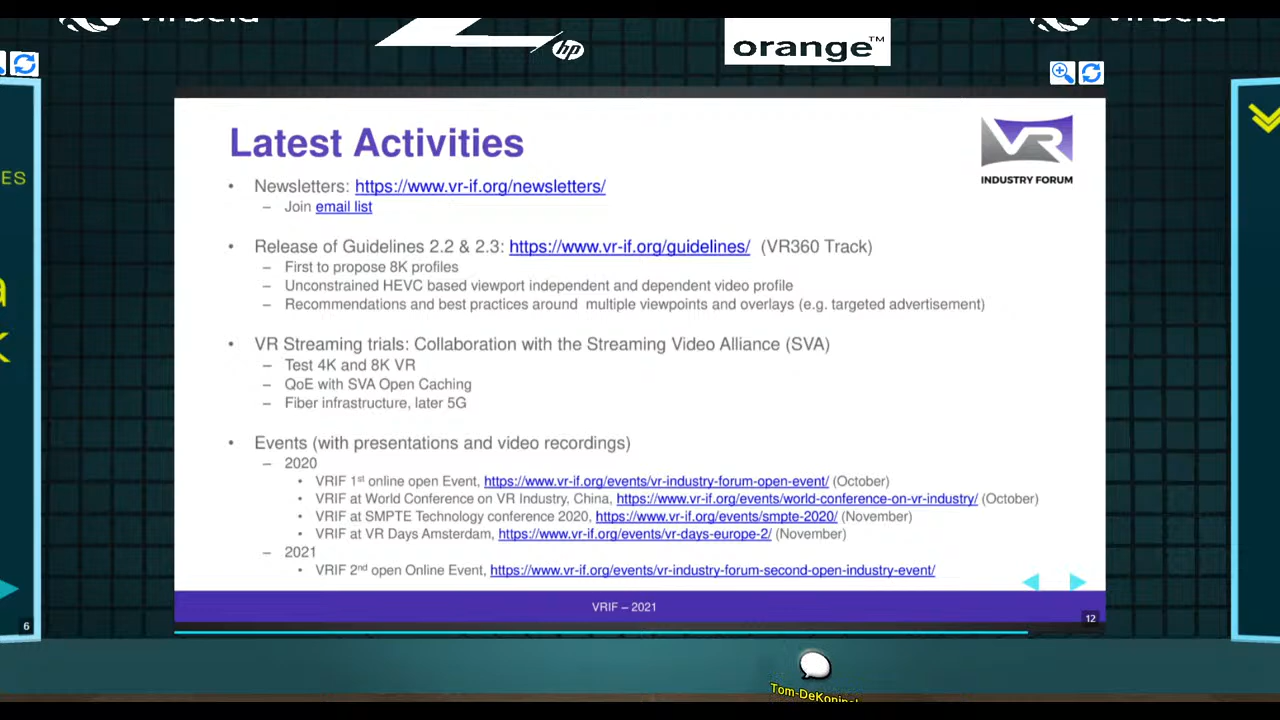 hp
orange™
Latest Activities
VR
INDUSTRY FORUM
ES
• Newsletters: https://www.vr-if.org/newsletters/
– Join email list
• Release of Guidelines 2.2 & 2.3: https://www.vr-if.org/guidelines/ (VR360 Track)
– First to propose 8K profiles
– Unconstrained HEVC based viewport independent and dependent video profile
– Recommendations and best practices around multiple viewpoints and overlays (e.g. targeted advertisement)
• VR Streaming trials: Collaboration with the Streaming Video Alliance (SVA)
– Test 4K and 8K VR
– QoE with SVA Open Caching
– Fiber infrastructure, later 5G
• Events (with presentations and video recordings)
– 2020
• VRIF 1st online open Event, https://www.vr-if.org/events/vr-industry-forum-open-event/ (October)
• VRIF at World Conference on VR Industry, China, https://www.vr-if.org/events/world-conference-on-vr-industry/ (October)
• VRIF at SMPTE Technology conference 2020, https://www.vr-if.org/events/smpte-2020/ (November)
• VRIF at VR Days Amsterdam, https://www.vr-if.org/events/vr-days-europe-2/ (November)
– 2021
• VRIF 2nd open Online Event, https://www.vr-if.org/events/vr-industry-forum-second-open-industry-event/
VRIF – 2021
12
6